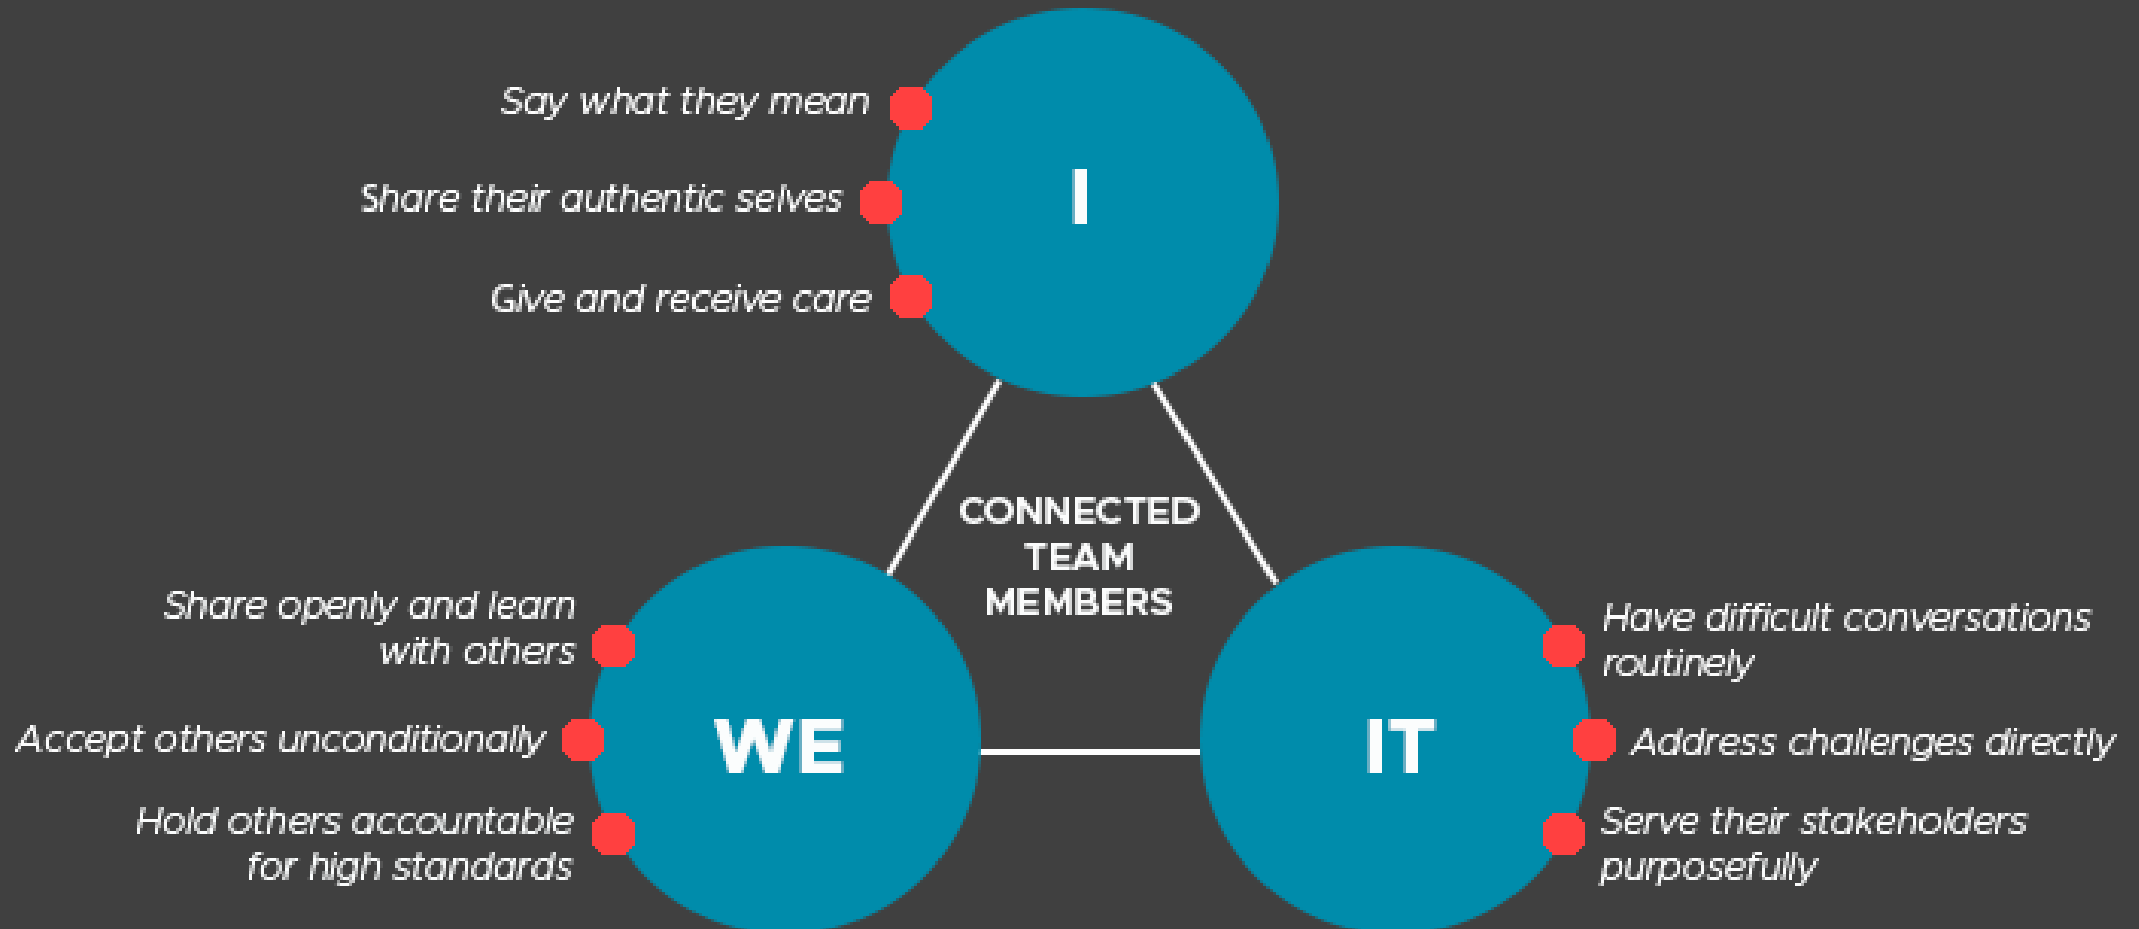 Say what they mean
Share their authentic selves
Give and receive care
I
CONNECTED
TEAM
MEMBERS
Share openly and learn
with others
Accept others unconditionally
Hold others accountable
for high standards
WE
IT
Have difficult conversations
routinely
Address challenges directly
Serve their stakeholders
purposefully